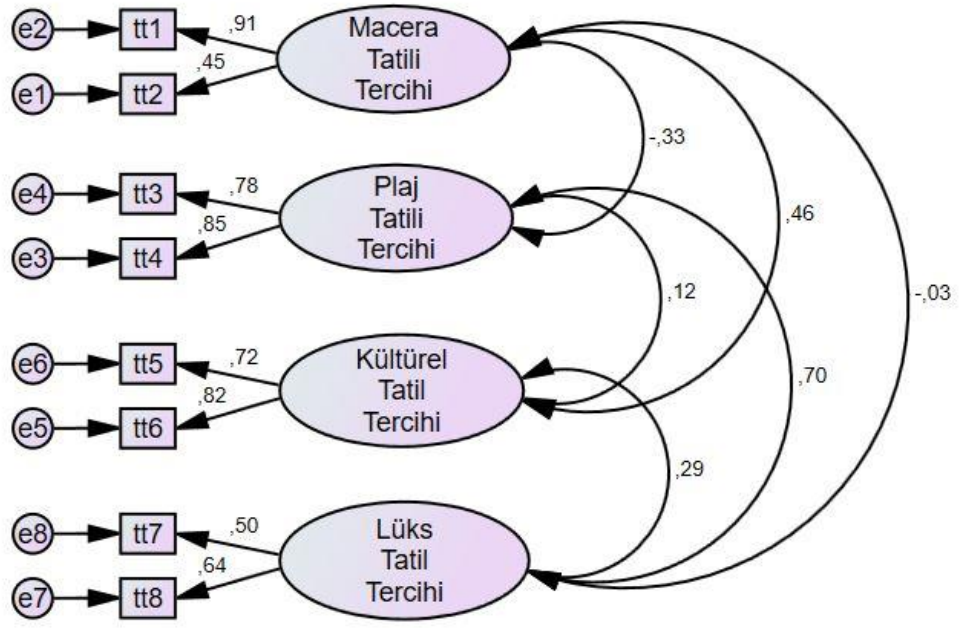 e2 tt1 ,91
e1 tt2 ,45
Macera
Tatili
Tercihi
-,33
e4 tt3 ,78
e3 tt4 ,85
Plaj
Tatili
Tercihi
,46
,12
-,03
e6 tt5 ,72
e5 tt6 ,82
Kültürel
Tatil
Tercihi
,70
,29
e8 tt7 ,50
e7 tt8 ,64
Lüks
Tatil
Tercihi